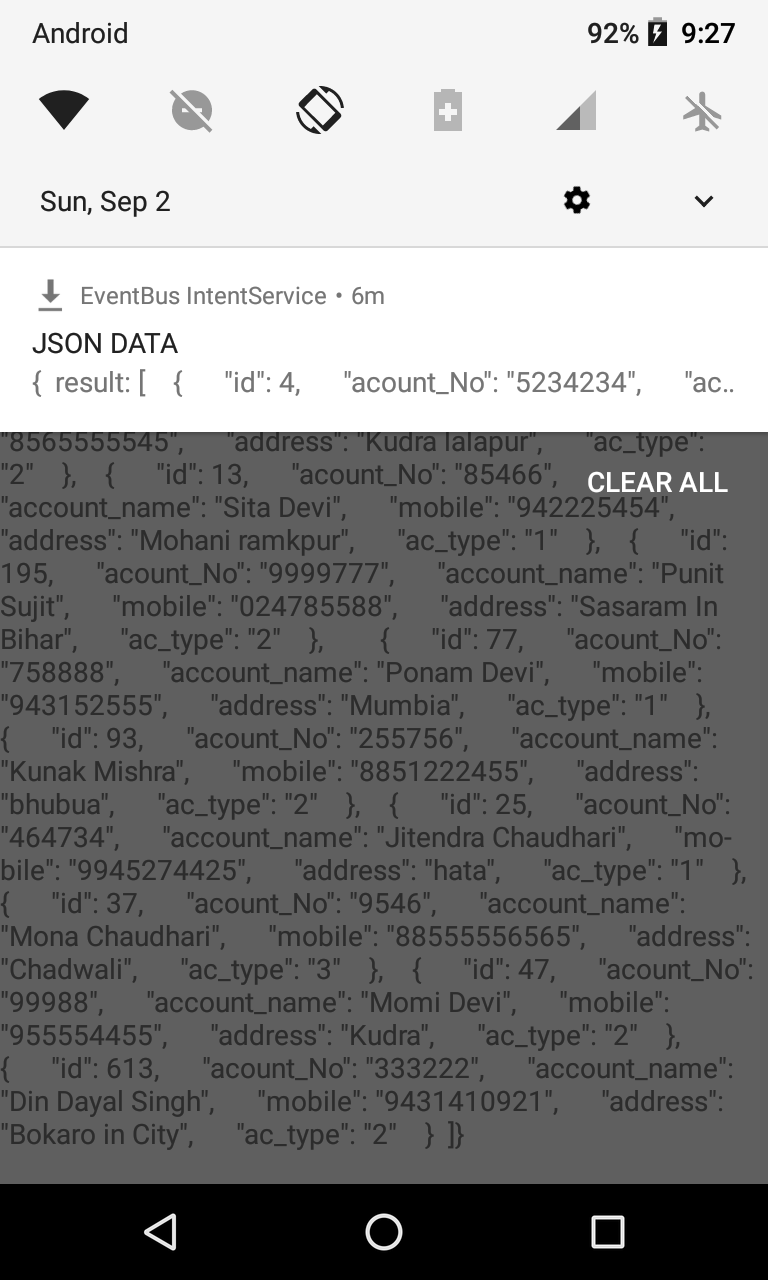 Android 92% 9:27
Sun, Sep 2
EventBus IntentService • 6m
JSON DATA
{ result: [ { "id": 4, "acount_No": "5234234", "ac..
"8565555545", "address": "Kudra lalapur", "ac_type":
"2" }, { "id": 13, "acount_No": "85466",
CLEAR ALL
"account_name": "Sita Devi", "mobile": "942225454",
"address": "Mohani ramkpur", "ac_type": "1" }, { "id":
195, "acount_No": "9999777", "account_name": "Punit
Sujit", "mobile": "024785588", "address": "Sasaram In
Bihar", "ac_type": "2" }, { "id": 77, "acount_No":
"758888", "account_name": "Ponam Devi", "mobile":
"943152555", "address": "Mumbia", "ac_type": "1" },
{ "id": 93, "acount_No": "255756", "account_name":
"Kunak Mishra", "mobile": "8851222455", "address":
"bhubua", "ac_type": "2" }, { "id": 25, "acount_No":
"464734", "account_name": "Jitendra Chaudhari", "mo-
bile": "9945274425", "address": "hata", "ac_type": "1" },
{ "id": 37, "acount_No": "9546", "account_name":
"Mona Chaudhari", "mobile": "88555556565", "address":
"Chadwali", "ac_type": "3" }, { "id": 47, "acount_No":
"99988", "account_name": "Momi Devi", "mobile":
"955554455", "address": "Kudra", "ac_type": "2" },
{ "id": 613, "acount_No": "333222", "account_name":
"Din Dayal Singh", "mobile": "9431410921", "address":
"Bokaro in City", "ac_type": "2" } ]}